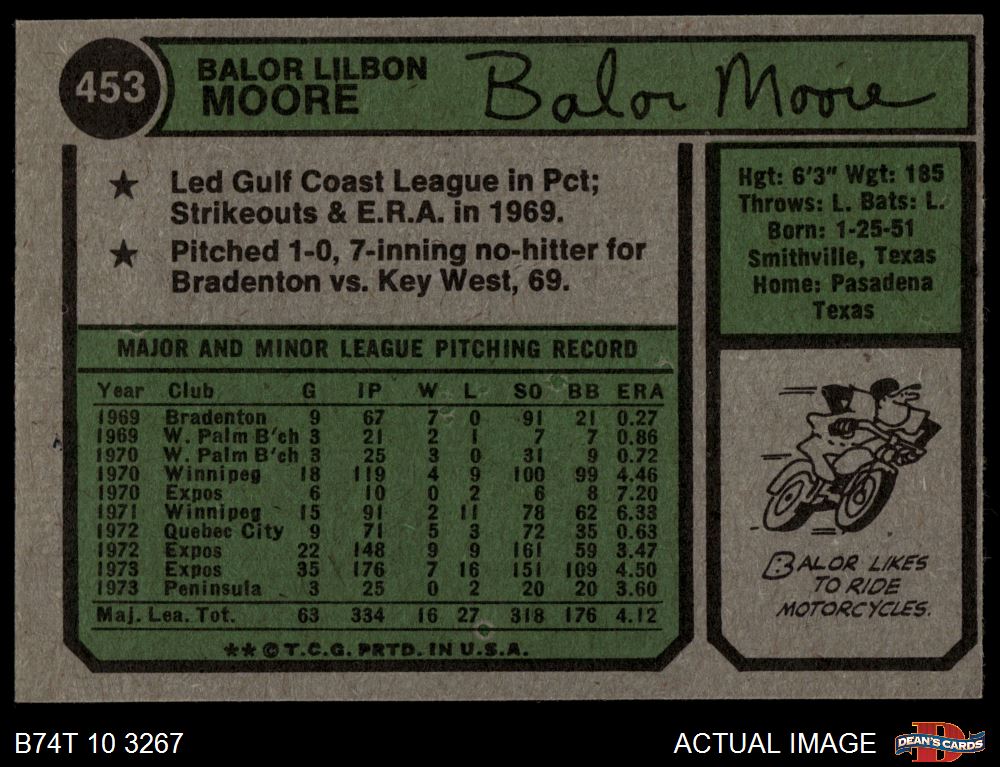 453
BALOR LILBON
MOORE
Balor Moore
★ Led Gulf Coast League in Pct;
Strikeouts & E.R.A. in 1969.
★ Pitched 1-0, 7-inning no-hitter for
Bradenton vs. Key West, 69.
Hgt: 6'3" Wgt: 185
Throws: L. Bats: L.
Born: 1-25-51
Smithville, Texas
Home: Pasadena
Texas
MAJOR AND MINOR LEAGUE PITCHING RECORD
Year Club G IP W L SO BB ERA
1969 Bradenton 9 67 7 0 91 21 0.27
1969 W. Palm B'ch 3 21 2 1 7 7 0.86
1970 W. Palm B'ch 3 25 3 0 31 9 0.72
1970 Winnipeg 18 119 4 9 100 99 4.46
1970 Expos 6 10 0 2 6 8 7.20
1971 Winnipeg 15 91 2 11 78 62 6.33
1972 Quebec City 9 71 5 3 72 35 0.63
1972 Expos 22 148 9 9 161 59 3.47
1973 Expos 35 176 7 16 151 109 4.50
1973 Peninsula 3 25 0 2 20 20 3.60
Maj. Lea. Tot. 63 334 16 27 318 176 4.12
**©T.C.G. PRTD. IN U.S.A.
BALOR LIKES
TO RIDE
MOTORCYCLES.
B74T 10 3267
ACTUAL IMAGE
DEAN'S CARDS